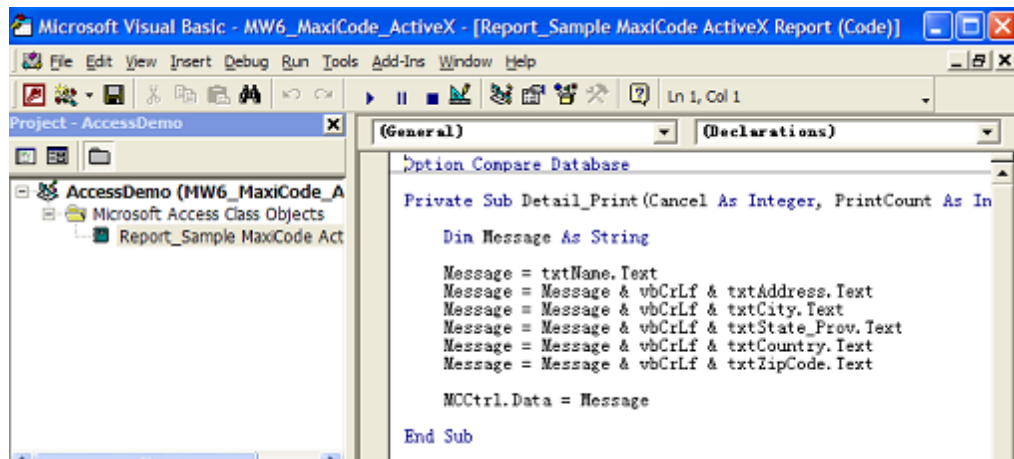 Microsoft Visual Basic - MW6_MaxiCode_ActiveX - [Report_Sample MaxiCode ActiveX Report (Code)]
File Edit View Insert Debug Run Tools Add-Ins Window Help
Ln 1, Col 1
Project - AccessDemo
(General) (Declarations)
AccessDemo (MW6_MaxiCode_A
Microsoft Access Class Objects
Report_Sample MaxiCode Act
Option Compare Database
Private Sub Detail_Print(Cancel As Integer, PrintCount As In
Dim Message As String
Message = txtName.Text
Message = Message & vbCrLf & txtAddress.Text
Message = Message & vbCrLf & txtCity.Text
Message = Message & vbCrLf & txtState_Prov.Text
Message = Message & vbCrLf & txtCountry.Text
Message = Message & vbCrLf & txtZipCode.Text
MCCtrl.Data = Message
End Sub